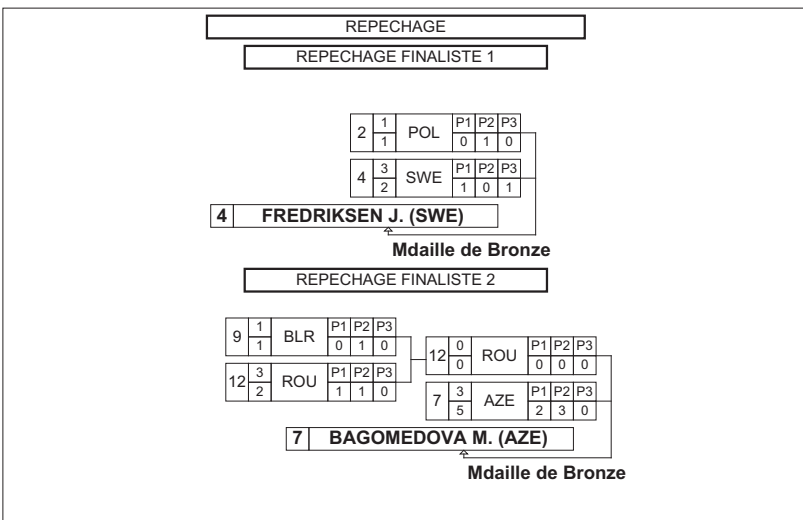 REPECHAGE
REPECHAGE FINALISTE 1
2 1 POL P1 P2 P3
1 0 1 0
4 3 SWE P1 P2 P3
2 1 0 1
4 FREDRIKSEN J. (SWE)
Mdaille de Bronze
REPECHAGE FINALISTE 2
9 1 BLR P1 P2 P3
1 0 1 0
12 3 ROU P1 P2 P3
2 1 1 0
12 0 ROU P1 P2 P3
0 0 0 0
7 3 AZE P1 P2 P3
5 2 3 0
7 BAGOMEDOVA M. (AZE)
Mdaille de Bronze